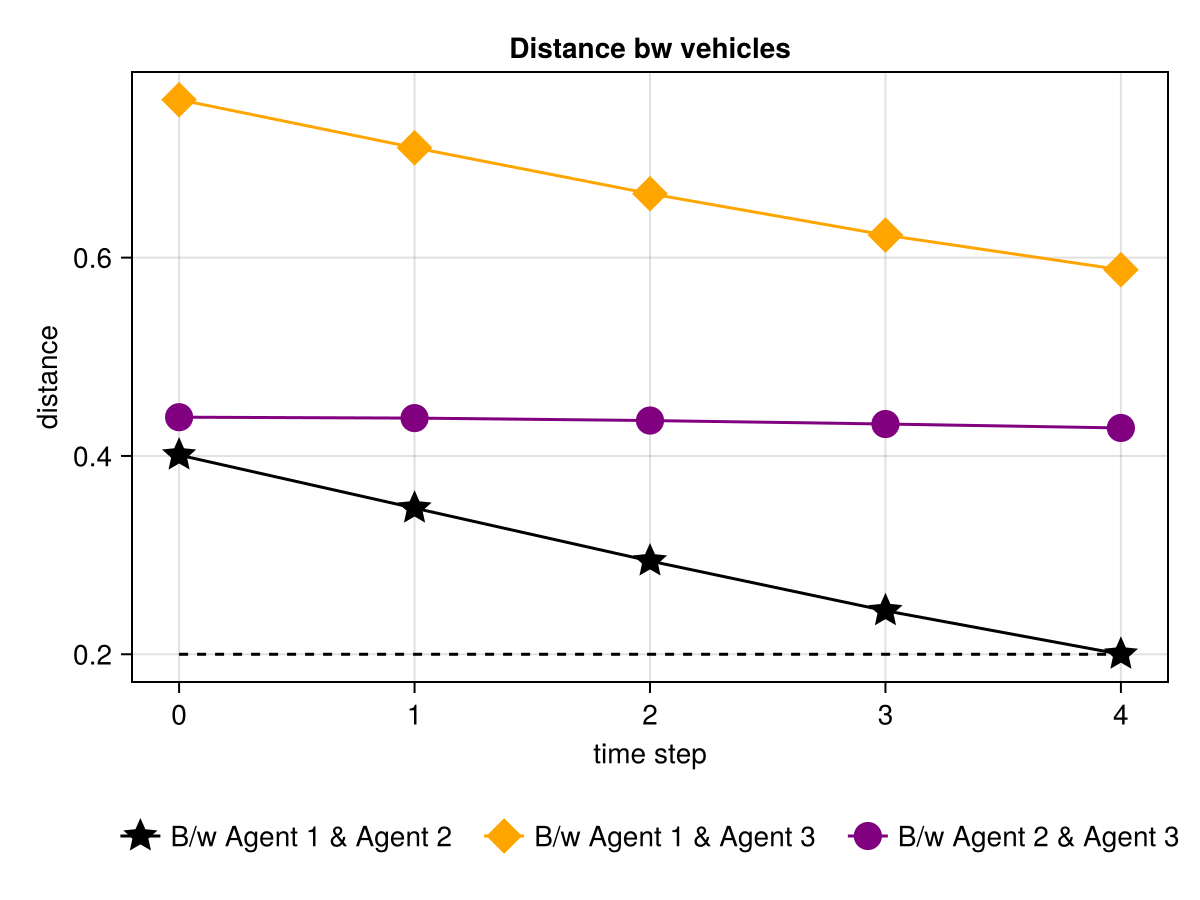 Distance bw vehicles
distance
0.6
0.4
0.2
0 1 2 3 4
time step
B/w Agent 1 & Agent 2 B/w Agent 1 & Agent 3 B/w Agent 2 & Agent 3